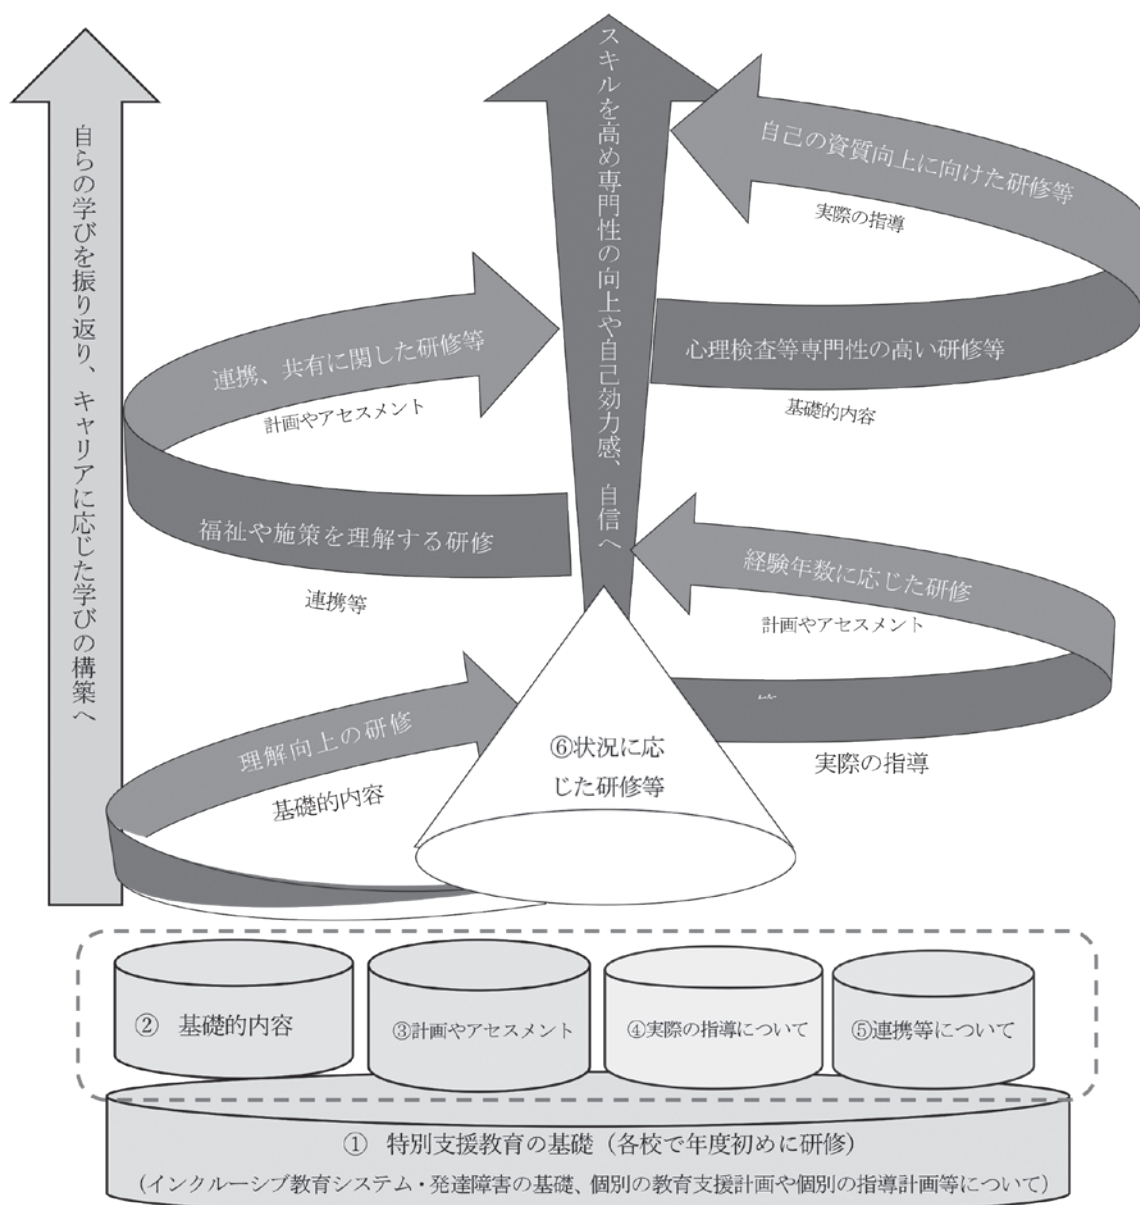 自らの学びを振り返り、キャリアに応じた学びの構築へ
スキルを高め専門性の向上や自己効力感、自信へ
自己の資質向上に向けた研修等
実際の指導
心理検査等専門性の高い研修等
基礎的内容
連携、共有に関した研修等
計画やアセスメント
福祉や施策を理解する研修
連携等
経験年数に応じた研修
計画やアセスメント
実際の指導
理解向上の研修
基礎的内容
⑥状況に応
じた研修等
② 基礎的内容
③計画やアセスメント
④実際の指導について
⑤連携等について
① 特別支援教育の基礎（各校で年度初めに研修）
（インクルーシブ教育システム・発達障害の基礎、個別の教育支援計画や個別の指導計画等について）